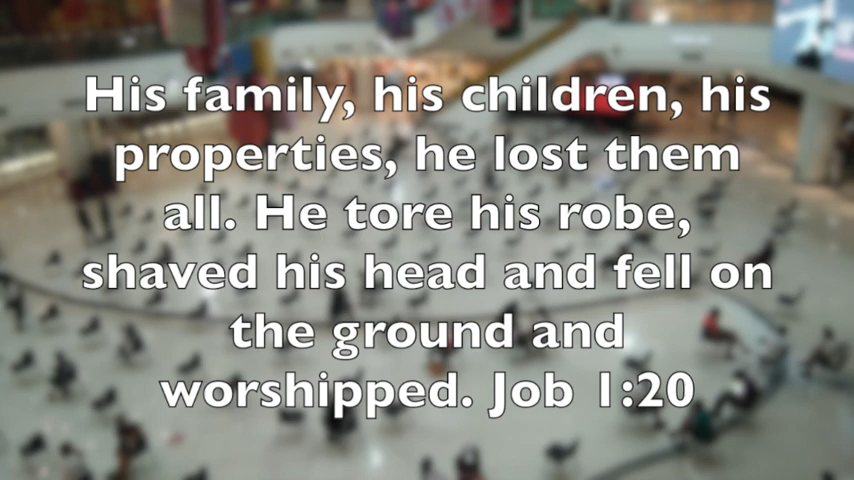 His family, his children, his
properties, he lost them
all. He tore his robe,
shaved his head and fell on
the ground and
worshipped. Job 1:20